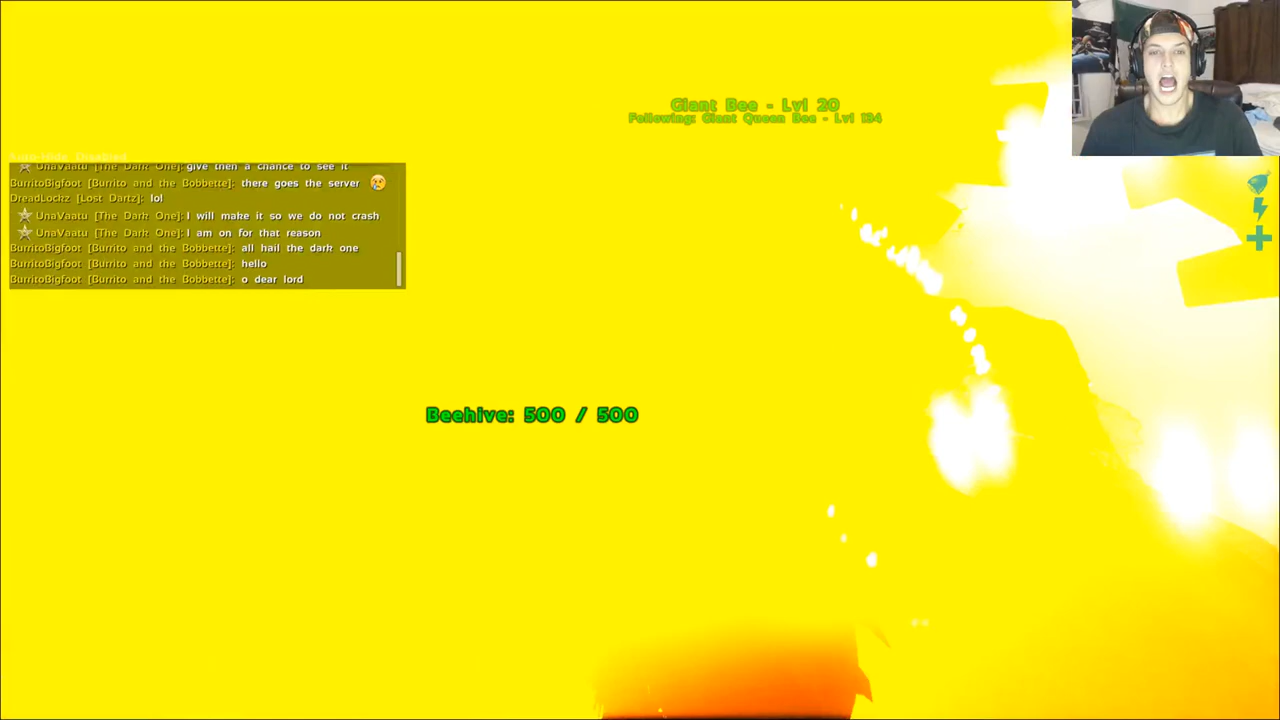 Giant Bee - Lvl 20
Following: Giant Queen Bee - Lvl 134
Auto-Hide Disabled
UnaVaatu [The Dark One]: give then a chance to see it
BurritoBigfoot [Burrito and the Bobbette]: there goes the server
DreadLockz [Lost Dartz]: lol
UnaVaatu [The Dark One]: I will make it so we do not crash
UnaVaatu [The Dark One]: I am on for that reason
BurritoBigfoot [Burrito and the Bobbette]: all hail the dark one
BurritoBigfoot [Burrito and the Bobbette]: hello
BurritoBigfoot [Burrito and the Bobbette]: o dear lord
Beehive: 500 / 500